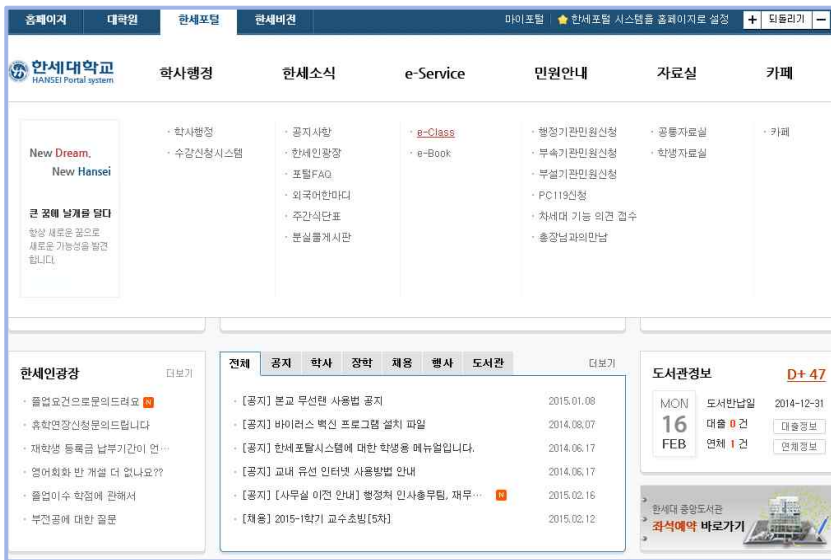 홈페이지 대학원 한세포털 한세비전 마이포털 한세포털 시스템을 홈페이지로 설정 + 되돌리기 −
한세대학교
HANSEI Portal system
학사행정 한세소식 e-Service 민원안내 자료실 카페
New Dream,
New Hansei
큰 꿈에 날개를 달다
항상 새로운 꿈으로
새로운 가능성을 발견
합니다.
· 학사행정
· 수강신청시스템
· 공지사항
· 한세인광장
· 포털FAQ
· 외국어한마디
· 주간식단표
· 분실물게시판
· e-Class
· e-Book
· 행정기관민원신청
· 부속기관민원신청
· 부설기관민원신청
· PC119신청
· 차세대 기능 의견 접수
· 총장님과의만남
· 공통자료실
· 학생자료실
· 카페
한세인광장 더보기
· 졸업요건으로문의드려요 N
· 휴학연장신청문의드립니다
· 재학생 등록금 납부기간이 언…
· 영어회화 반 개설 더 없나요??
· 졸업이수 학점에 관해서
· 부전공에 대한 질문
전체 공지 학사 장학 채용 행사 도서관 더보기
· [공지] 본교 무선랜 사용법 공지 2015.01.08
· [공지] 바이러스 백신 프로그램 설치 파일 2014.08.07
· [공지] 한세포탈시스템에 대한 학생용 메뉴얼입니다. 2014.06.17
· [공지] 교내 유선 인터넷 사용방법 안내 2014.06.17
· [공지] [사무실 이전 안내] 행정처 인사총무팀, 재무… N 2015.02.16
· [채용] 2015-1학기 교수초빙[5차] 2015.02.12
도서관정보 D+ 47
MON
16
FEB
도서반납일 2014-12-31
대출 0 건 대출정보
연체 1 건 연체정보
한세대 중앙도서관
좌석예약 바로가기